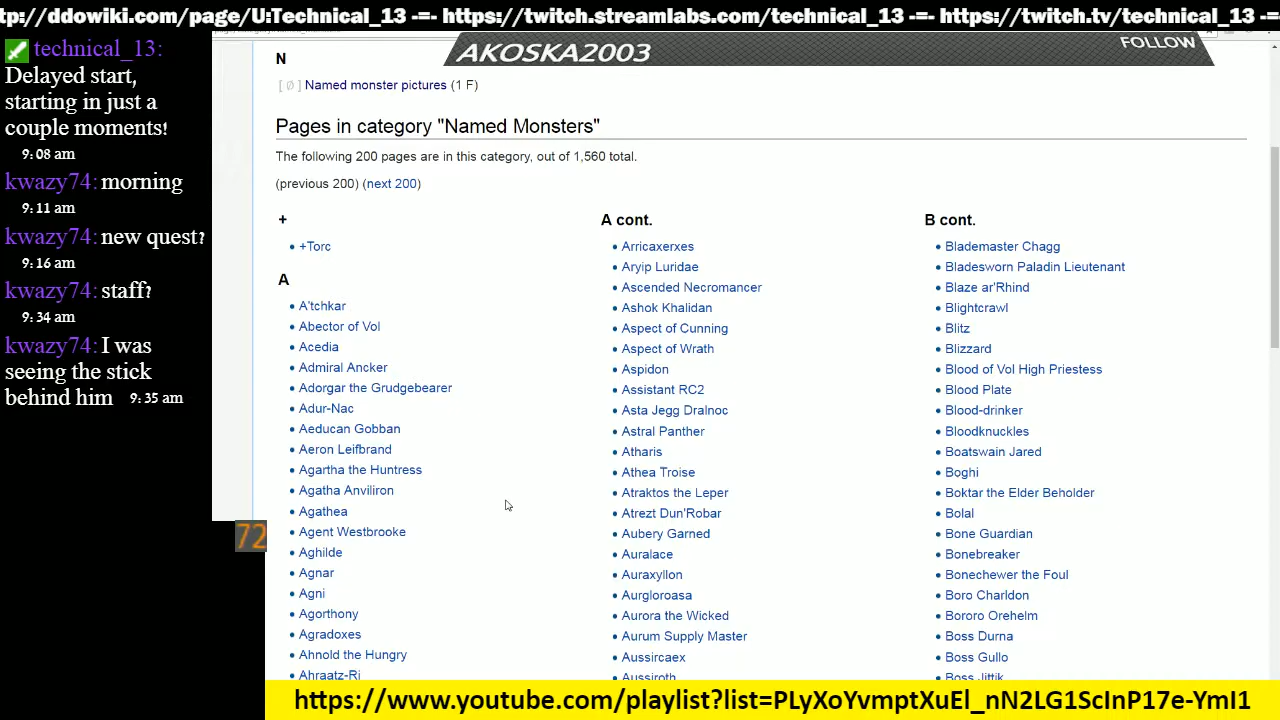 tp://ddowiki.com/page/U:Technical_13 -=- https://twitch.streamlabs.com/technical_13 -=- https://twitch.tv/technical_13 -=
technical_13:
Delayed start,
starting in just a
couple moments!
9:08 am
kwazy74: morning
9:11 am
kwazy74: new quest?
9:16 am
kwazy74: staff?
9:34 am
kwazy74: I was
seeing the stick
behind him 9:35 am
72
AKOSKA2003
FOLLOW
N
[ Ø ] Named monster pictures (1 F)
Pages in category "Named Monsters"
The following 200 pages are in this category, out of 1,560 total.
(previous 200) (next 200)
+
+Torc
A
A'tchkar
Abector of Vol
Acedia
Admiral Ancker
Adorgar the Grudgebearer
Adur-Nac
Aeducan Gobban
Aeron Leifbrand
Agartha the Huntress
Agatha Anviliron
Agathea
Agent Westbrooke
Aghilde
Agnar
Agni
Agorthony
Agradoxes
Ahnold the Hungry
Ahraatz-Ri
A cont.
Arricaxerxes
Aryip Luridae
Ascended Necromancer
Ashok Khalidan
Aspect of Cunning
Aspect of Wrath
Aspidon
Assistant RC2
Asta Jegg Dralnoc
Astral Panther
Atharis
Athea Troise
Atraktos the Leper
Atrezt Dun'Robar
Aubery Garned
Auralace
Auraxyllon
Aurgloroasa
Aurora the Wicked
Aurum Supply Master
Aussircaex
Aussiroth
B cont.
Blademaster Chagg
Bladesworn Paladin Lieutenant
Blaze ar'Rhind
Blightcrawl
Blitz
Blizzard
Blood of Vol High Priestess
Blood Plate
Blood-drinker
Bloodknuckles
Boatswain Jared
Boghi
Boktar the Elder Beholder
Bolal
Bone Guardian
Bonebreaker
Bonechewer the Foul
Boro Charldon
Bororo Orehelm
Boss Durna
Boss Gullo
Boss Jittik
https://www.youtube.com/playlist?list=PLyXoYvmptXuEl_nN2LG1ScInP17e-YmI1